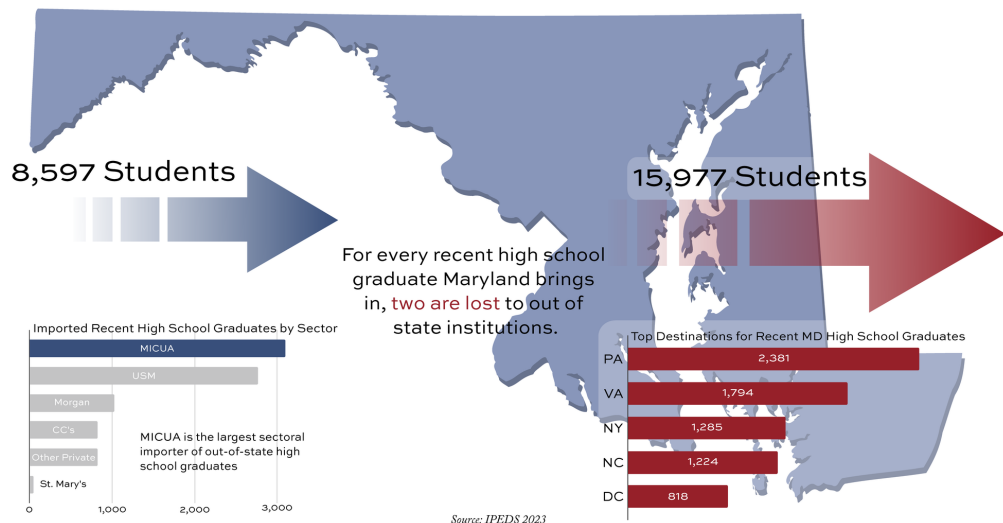 8,597 Students
15,977 Students
For every recent high school
graduate Maryland brings
in, two are lost to out of
state institutions.
Imported Recent High School Graduates by Sector
MICUA
USM
Morgan
CC's
Other Private
St. Mary's
0
1,000
2,000
3,000
MICUA is the largest sectoral
importer of out-of-state high
school graduates
Top Destinations for Recent MD High School Graduates
PA 2,381
VA 1,794
NY 1,285
NC 1,224
DC 818
Source: IPEDS 2023